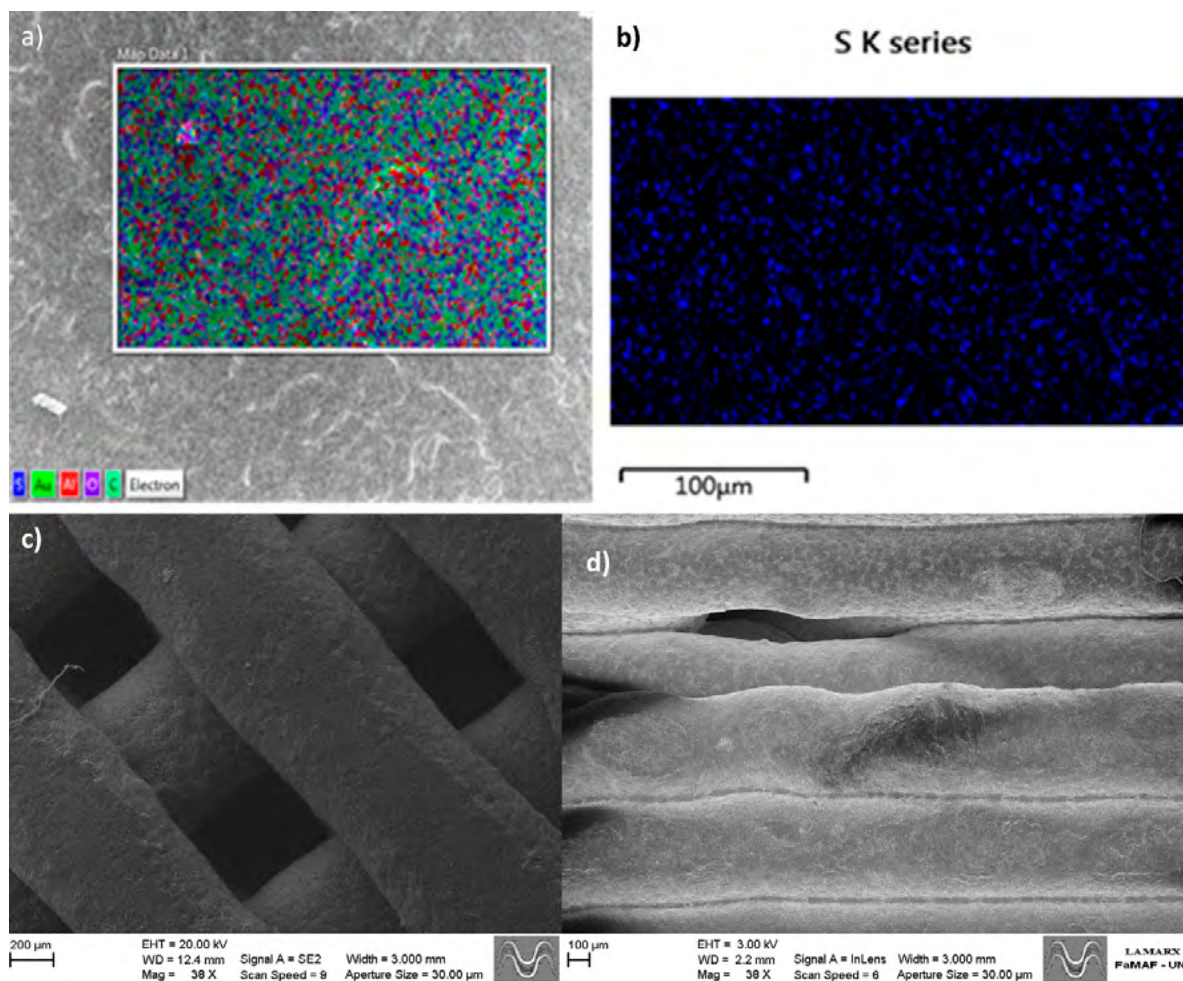 a)
Map Data 1
S Au Al O C Electron
b)
S K series
100µm
c)
200 µm
EHT = 20.00 kV
WD = 12.4 mm
Mag = 38 X
Signal A = SE2
Scan Speed = 9
Width = 3.000 mm
Aperture Size = 30.00 µm
d)
100 µm
EHT = 3.00 kV
WD = 2.2 mm
Mag = 38 X
Signal A = InLens
Scan Speed = 6
Width = 3.000 mm
Aperture Size = 30.00 µm
LAMARX
FaMAF - UN